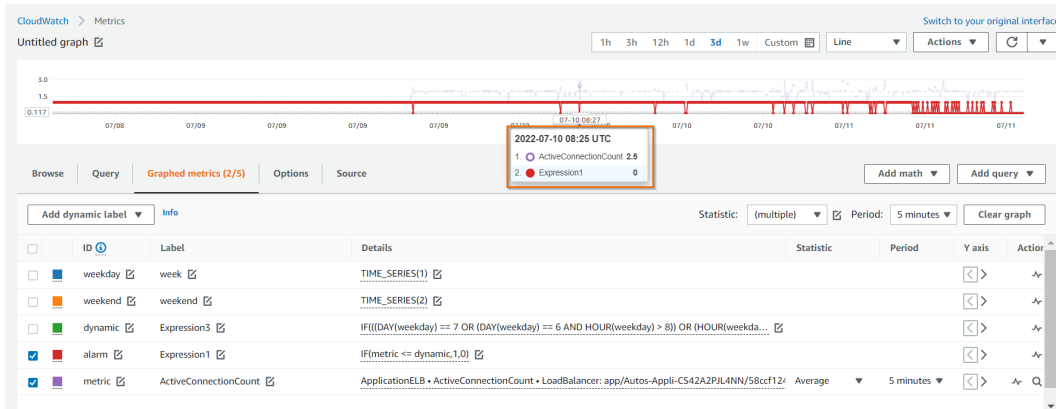 CloudWatch > Metrics
Switch to your original interface
Untitled graph
1h 3h 12h 1d 3d 1w Custom Line Actions
3.0
1.5
0.117
07/08 07/09 07/09 07/09 07/09 07/10 07/10 07/10 07/11 07/11 07/11
07-10 08:27
2022-07-10 08:25 UTC
1. ActiveConnectionCount 2.5
2. Expression1 0
Browse Query Graphed metrics (2/5) Options Source Add math Add query
Add dynamic label Info Statistic: (multiple) Period: 5 minutes Clear graph
ID Label Details Statistic Period Y axis Action
weekday week TIME_SERIES(1)
weekend weekend TIME_SERIES(2)
dynamic Expression3 IF(((DAY(weekday) == 7 OR (DAY(weekday) == 6 AND HOUR(weekday) > 8)) OR (HOUR(weekda...
alarm Expression1 IF(metric <= dynamic,1,0)
metric ActiveConnectionCount ApplicationELB • ActiveConnectionCount • LoadBalancer: app/Autos-Appli-CS42A2PJL4NN/58ccf124 Average 5 minutes